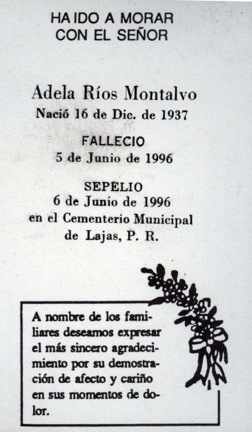 HA IDO A MORAR
CON EL SEÑOR
Adela Ríos Montalvo
Nació 16 de Dic. de 1937
FALLECIO
5 de Junio de 1996
SEPELIO
6 de Junio de 1996
en el Cementerio Municipal
de Lajas, P. R.
A nombre de los fami-
liares deseamos expresar
el más sincero agradeci-
miento por su demostra-
ción de afecto y cariño
en sus momentos de do-
lor.